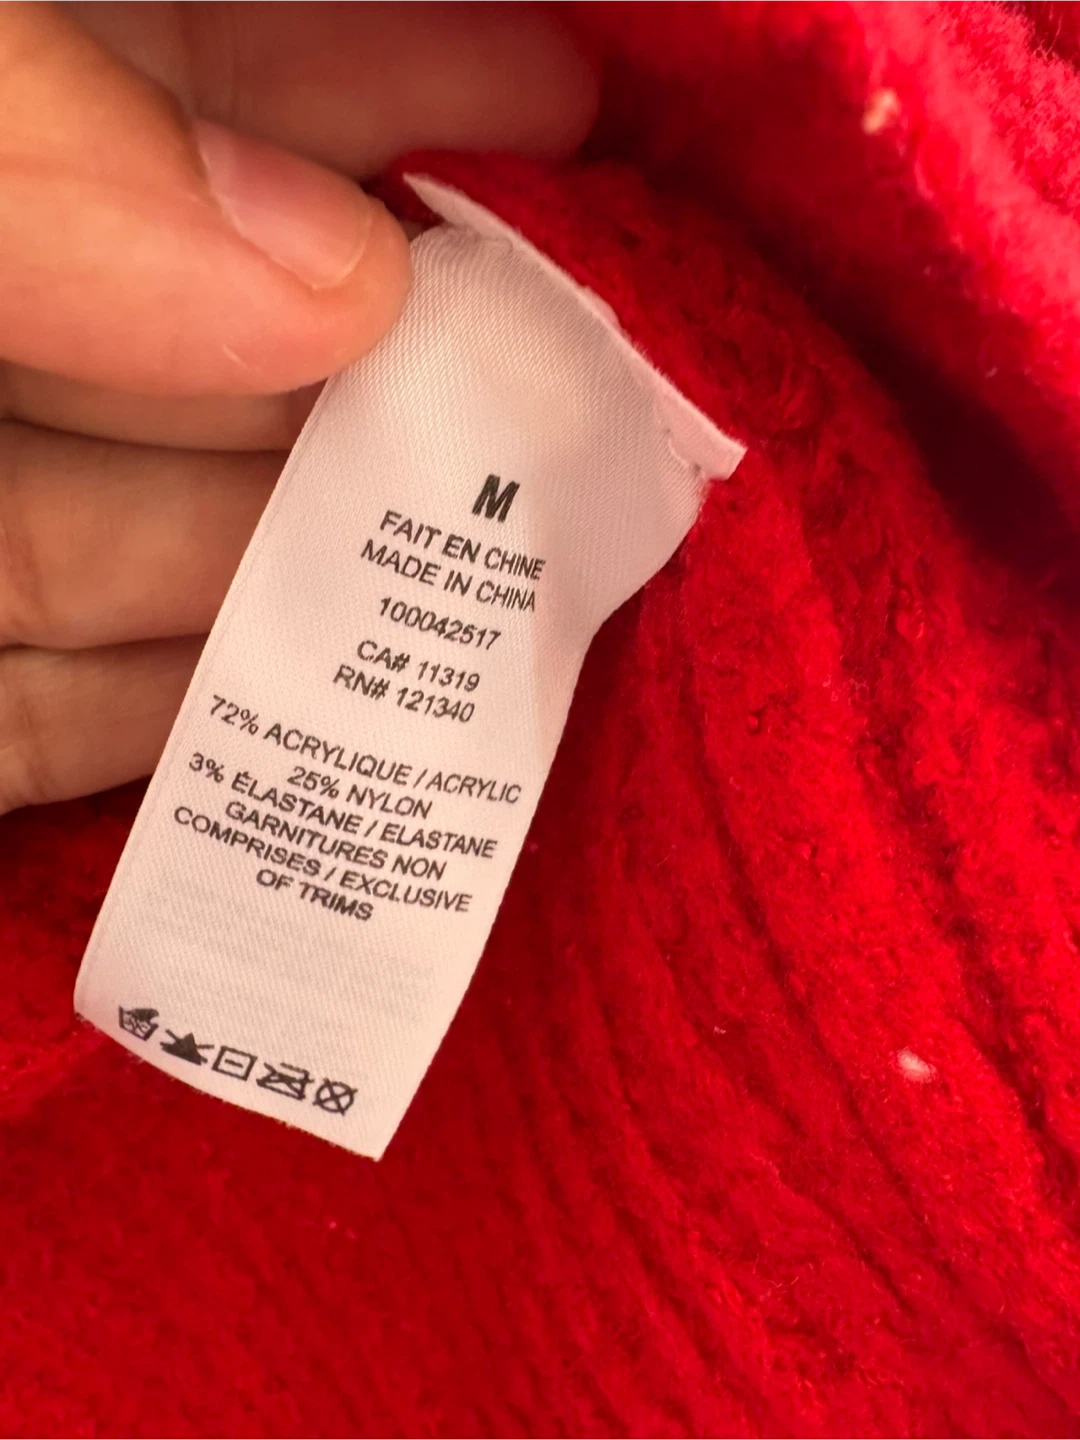 M
FAIT EN CHINE
MADE IN CHINA
100042517
CA# 11319
RN# 121340
72% ACRYLIQUE / ACRYLIC
25% NYLON
3% ÉLASTANE / ELASTANE
GARNITURES NON
COMPRISES / EXCLUSIVE
OF TRIMS